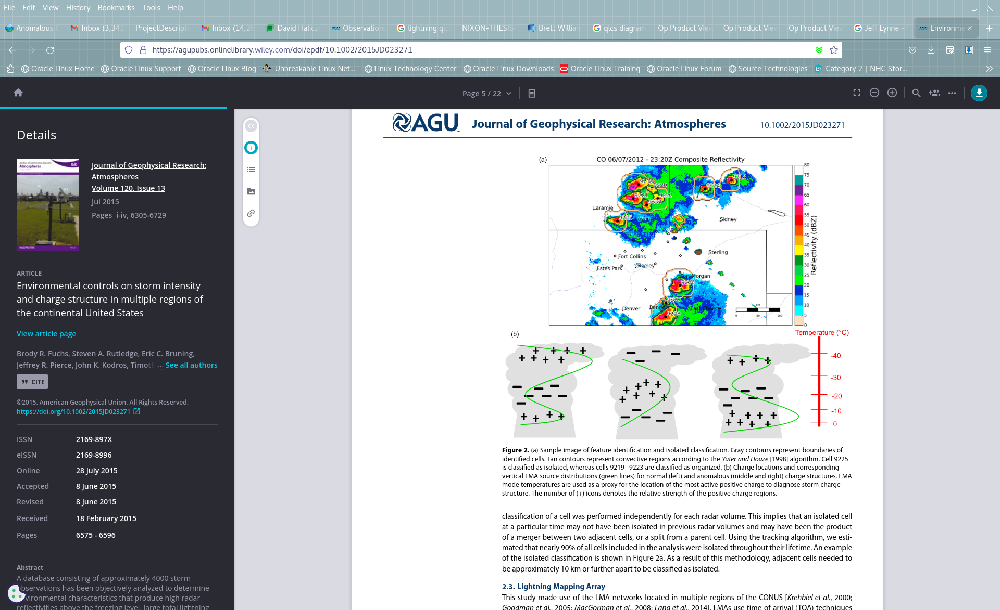 File Edit View History Bookmarks Tools Help
Anomalous
Inbox (3,341
ProjectDescripti
Inbox (14,26
David Halicz
Observation
lightning qlc
NIXON-THESIS
Brett William
qlcs diagram
Op Product View
Op Product View
Op Product View
Jeff Lynne -
Environme
https://agupubs.onlinelibrary.wiley.com/doi/epdf/10.1002/2015JD023271
Oracle Linux Home Oracle Linux Support Oracle Linux Blog Unbreakable Linux Net... Linux Technology Center Oracle Linux Downloads Oracle Linux Training Oracle Linux Forum Source Technologies Category 2 | NHC Stor...
Page 5 / 22
Details
JGR
Atmospheres
Journal of Geophysical Research:
Atmospheres
Volume 120, Issue 13
Jul 2015
Pages i-iv, 6305-6729
ARTICLE
Environmental controls on storm intensity
and charge structure in multiple regions of
the continental United States
View article page
Brody R. Fuchs, Steven A. Rutledge, Eric C. Bruning,
Jeffrey R. Pierce, John K. Kodros, Timot ... See all authors
CITE
©2015. American Geophysical Union. All Rights Reserved.
https://doi.org/10.1002/2015JD023271
ISSN 2169-897X
eISSN 2169-8996
Online 28 July 2015
Accepted 8 June 2015
Revised 8 June 2015
Received 18 February 2015
Pages 6575 - 6596
Abstract
A database consisting of approximately 4000 storm
observations has been objectively analyzed to determine
environmental characteristics that produce high radar
reflectivities above the freezing level, large total lightning
AGU Journal of Geophysical Research: Atmospheres 10.1002/2015JD023271
(a) CO 06/07/2012 - 23:20Z Composite Reflectivity
9218
9219
9220
9224
9221
9222
9223
9225
Laramie
Cheyenne
Sidney
Sterling
Fort Collins
Estes Park
Greeley
Fort Morgan
9226
9227
Denver
Bennett
Last Chance
9228
km
0 50 100
80
75
70
65
60
55
50
45
40
35
30
25
20
15
10
5
0
Reflectivity (dBZ)
(b)
Temperature (°C)
-40
-30
-20
-10
0
Figure 2. (a) Sample image of feature identification and isolated classification. Gray contours represent boundaries of
identified cells. Tan contours represent convective regions according to the Yuter and Houze [1998] algorithm. Cell 9225
is classified as isolated, whereas cells 9219–9223 are classified as organized. (b) Charge locations and corresponding
vertical LMA source distributions (green lines) for normal (left) and anomalous (middle and right) charge structures. LMA
mode temperatures are used as a proxy for the location of the most active positive charge to diagnose storm charge
structure. The number of (+) icons denotes the relative strength of the positive charge regions.
classification of a cell was performed independently for each radar volume. This implies that an isolated cell
at a particular time may not have been isolated in previous radar volumes and may have been the product
of a merger between two adjacent cells, or a split from a parent cell. Using the tracking algorithm, we esti-
mated that nearly 90% of all cells included in the analysis were isolated throughout their lifetime. An example
of the isolated classification is shown in Figure 2a. As a result of this methodology, adjacent cells needed to
be approximately 10 km or further apart to be classified as isolated.
2.3. Lightning Mapping Array
This study made use of the LMA networks located in multiple regions of the CONUS [Krehbiel et al., 2000;
Goodman et al., 2005; MacGorman et al., 2008; Lang et al., 2014]. LMAs use time-of-arrival (TOA) techniques